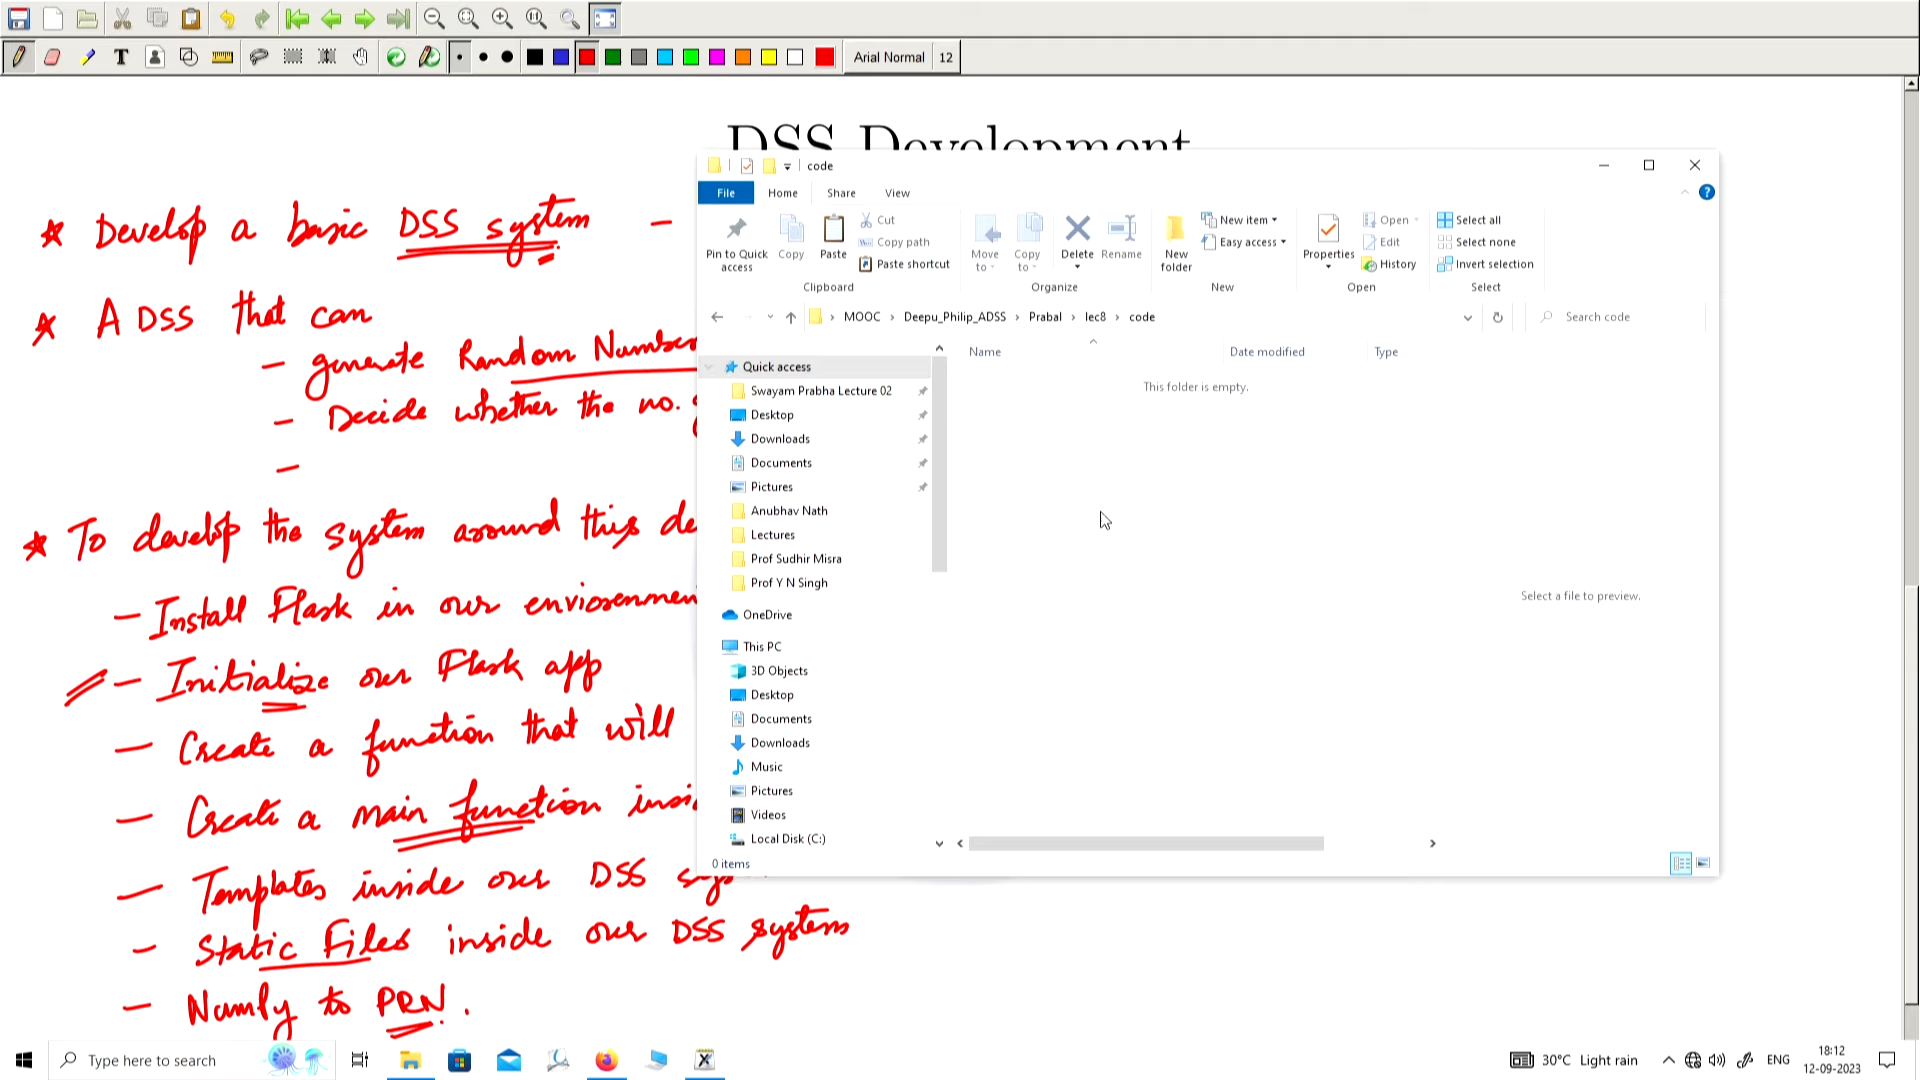 Arial Normal 12
DSS Development
* Develop a basic DSS system -
* A DSS that can
- generate Random Number
- Decide whether the no.
-
* To develop the system around this de
- Install Flask in our enviosenmen
- Initialize our Flask app
- Create a function that will
- Create a main function insi
- Templates inside our DSS sys
- Static Files inside our DSS system
- Namly to PRN.
code
File Home Share View
Pin to Quick access
Copy
Paste
Cut
Copy path
Paste shortcut
Move to
Copy to
Delete
Rename
New folder
New item
Easy access
Properties
Open
Edit
History
Select all
Select none
Invert selection
Clipboard Organize New Open Select
MOOC › Deepu_Philip_ADSS › Prabal › lec8 › code
Search code
Name Date modified Type
This folder is empty.
Select a file to preview.
Quick access
Swayam Prabha Lecture 02
Desktop
Downloads
Documents
Pictures
Anubhav Nath
Lectures
Prof Sudhir Misra
Prof Y N Singh
OneDrive
This PC
3D Objects
Desktop
Documents
Downloads
Music
Pictures
Videos
Local Disk (C:)
0 items
Type here to search
30°C Light rain
ENG
18:12
12-09-2023